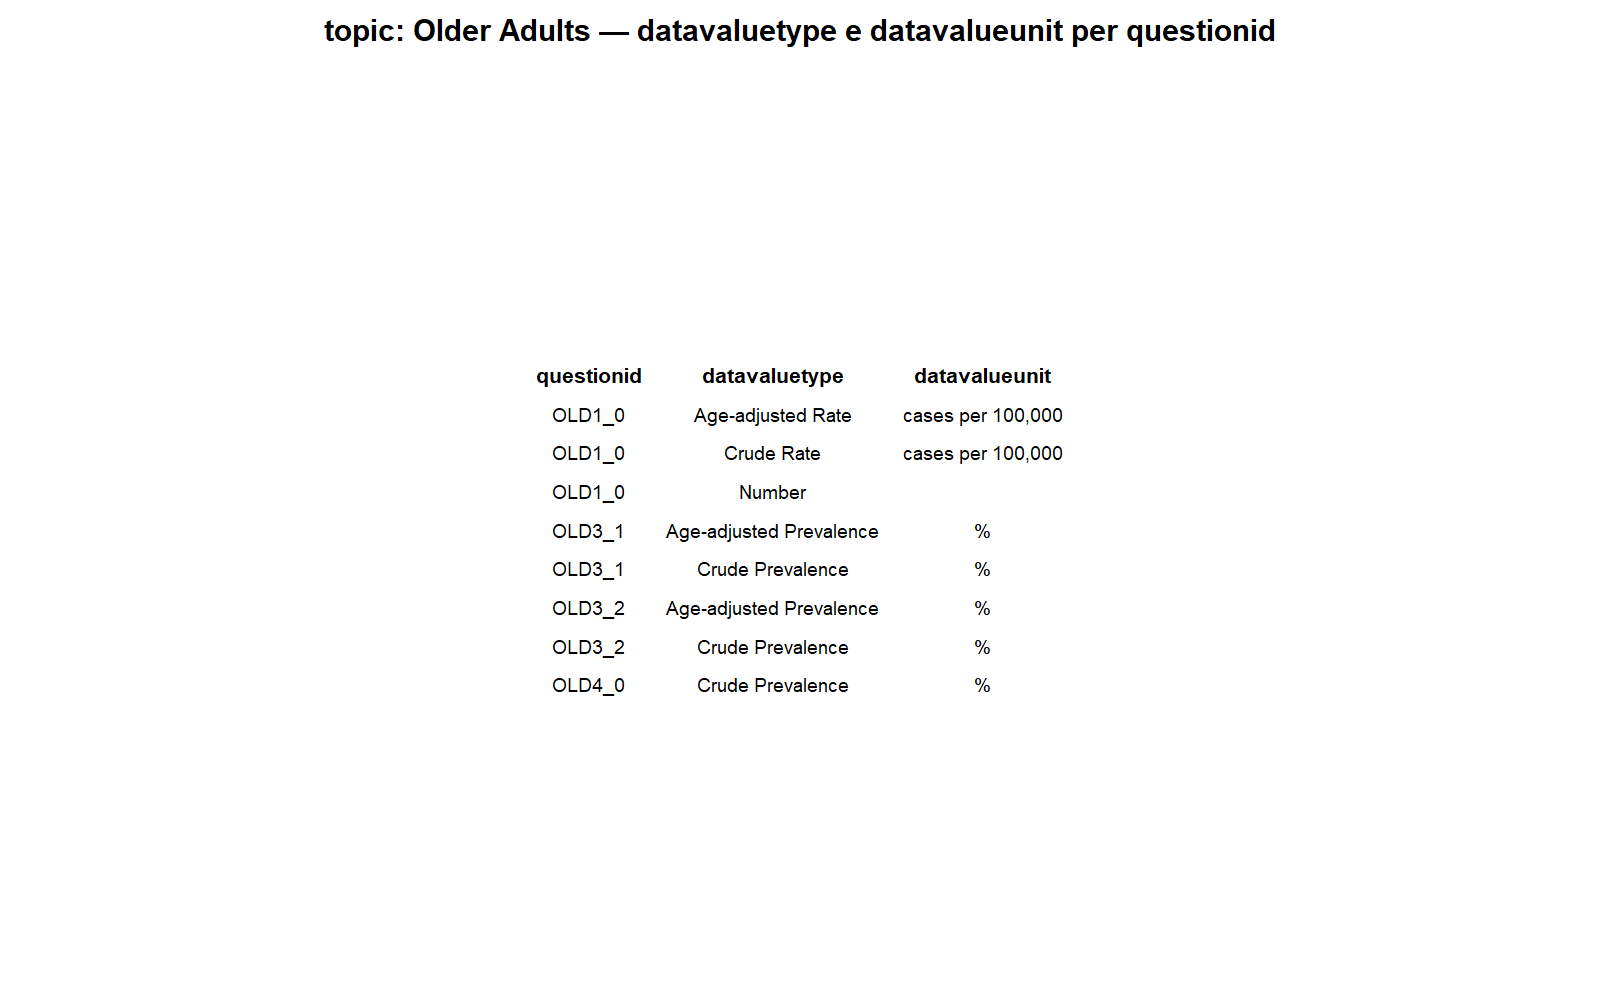 topic: Older Adults — datavaluetype e datavalueunit per questionid
questionid datavaluetype datavalueunit
OLD1_0 Age-adjusted Rate cases per 100,000
OLD1_0 Crude Rate cases per 100,000
OLD1_0 Number
OLD3_1 Age-adjusted Prevalence %
OLD3_1 Crude Prevalence %
OLD3_2 Age-adjusted Prevalence %
OLD3_2 Crude Prevalence %
OLD4_0 Crude Prevalence %